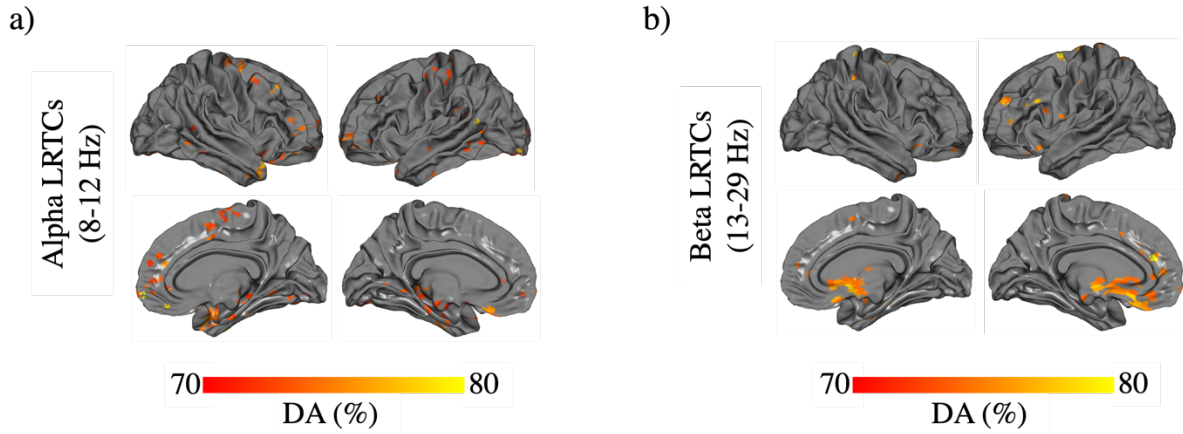 a)
Alpha LRTCs
(8-12 Hz)
70
80
DA (%)
b)
Beta LRTCs
(13-29 Hz)
70
80
DA (%)